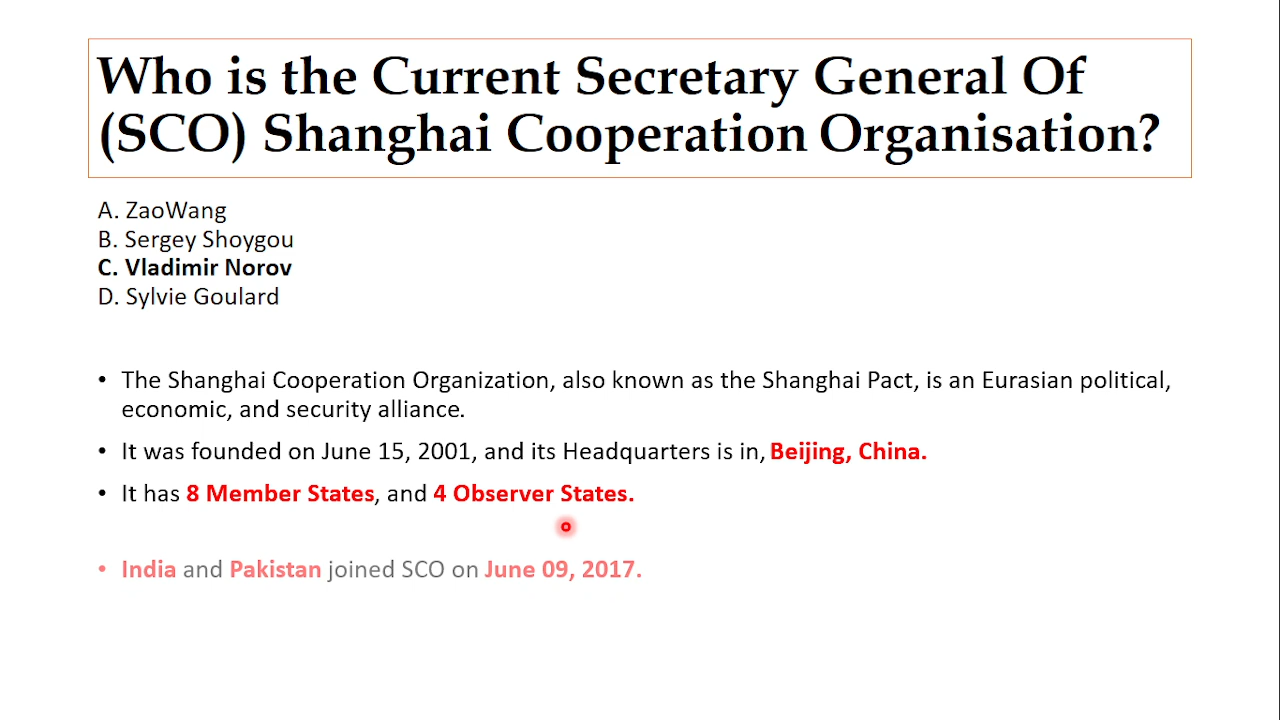 Who is the Current Secretary General Of
(SCO) Shanghai Cooperation Organisation?
A. ZaoWang
B. Sergey Shoygou
C. Vladimir Norov
D. Sylvie Goulard
• The Shanghai Cooperation Organization, also known as the Shanghai Pact, is an Eurasian political,
economic, and security alliance.
• It was founded on June 15, 2001, and its Headquarters is in, Beijing, China.
• It has 8 Member States, and 4 Observer States.
• India and Pakistan joined SCO on June 09, 2017.